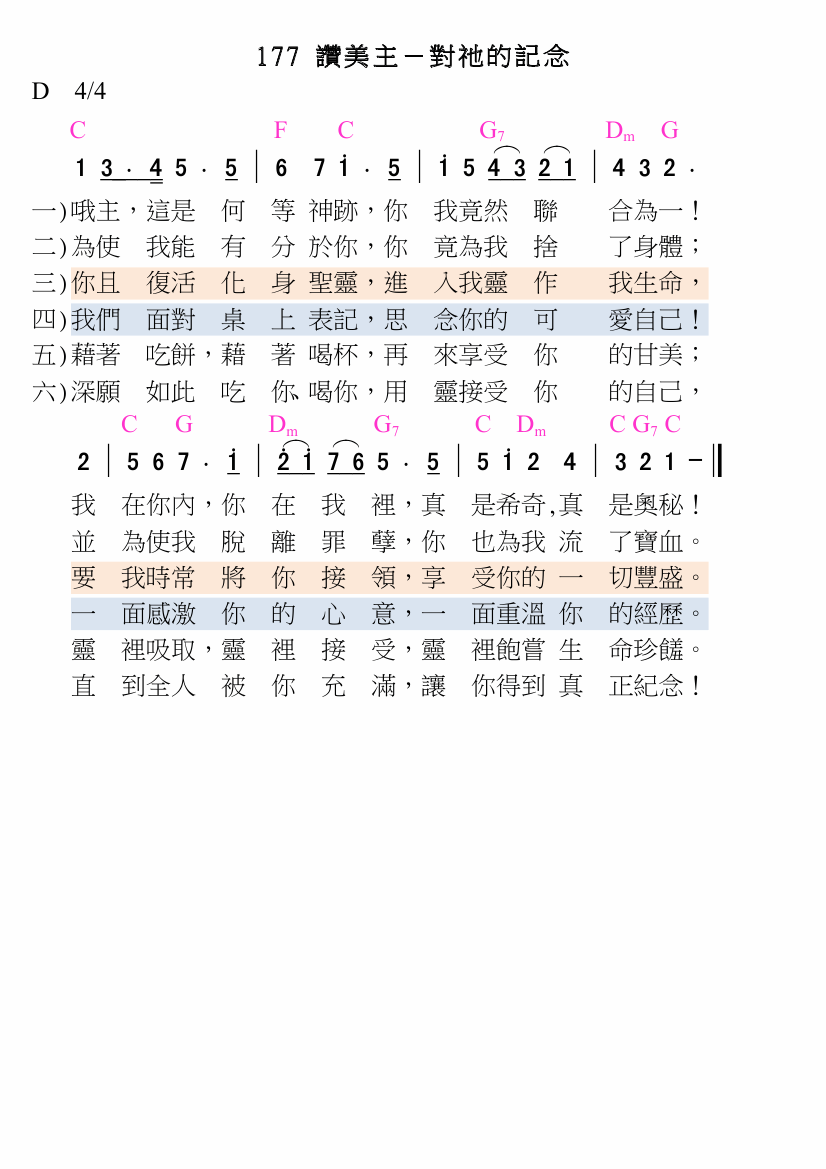 177 讚美主－對祂的記念
D 4/4
C F C G7 Dm G
1 3 . 4 5 . 5 | 6 7 i . 5 | i 5 4 3 2 1 | 4 3 2 .
一)哦主，這是 何 等 神跡，你 我竟然 聯 合為一！
二)為使 我能 有 分 於你，你 竟為我 捨 了身體；
三)你且 復活 化 身 聖靈，進 入我靈 作 我生命，
四)我們 面對 桌 上 表記，思 念你的 可 愛自己！
五)藉著 吃餅，藉 著 喝杯，再 來享受 你 的甘美；
六)深願 如此 吃 你、喝你，用 靈接受 你 的自己，
C G Dm G7 C Dm C G7 C
2 | 5 6 7 . i | 2̇ i 7 6 5 . 5 | 5 i 2 4 | 3 2 1 － ||
我 在你內，你 在 我 裡，真 是希奇,真 是奧秘！
並 為使我 脫 離 罪 孽，你 也為我 流 了寶血。
要 我時常 將 你 接 領，享 受你的 一 切豐盛。
一 面感激 你 的 心 意，一 面重溫 你 的經歷。
靈 裡吸取，靈 裡 接 受，靈 裡飽嘗 生 命珍饈。
直 到全人 被 你 充 滿，讓 你得到 真 正紀念！